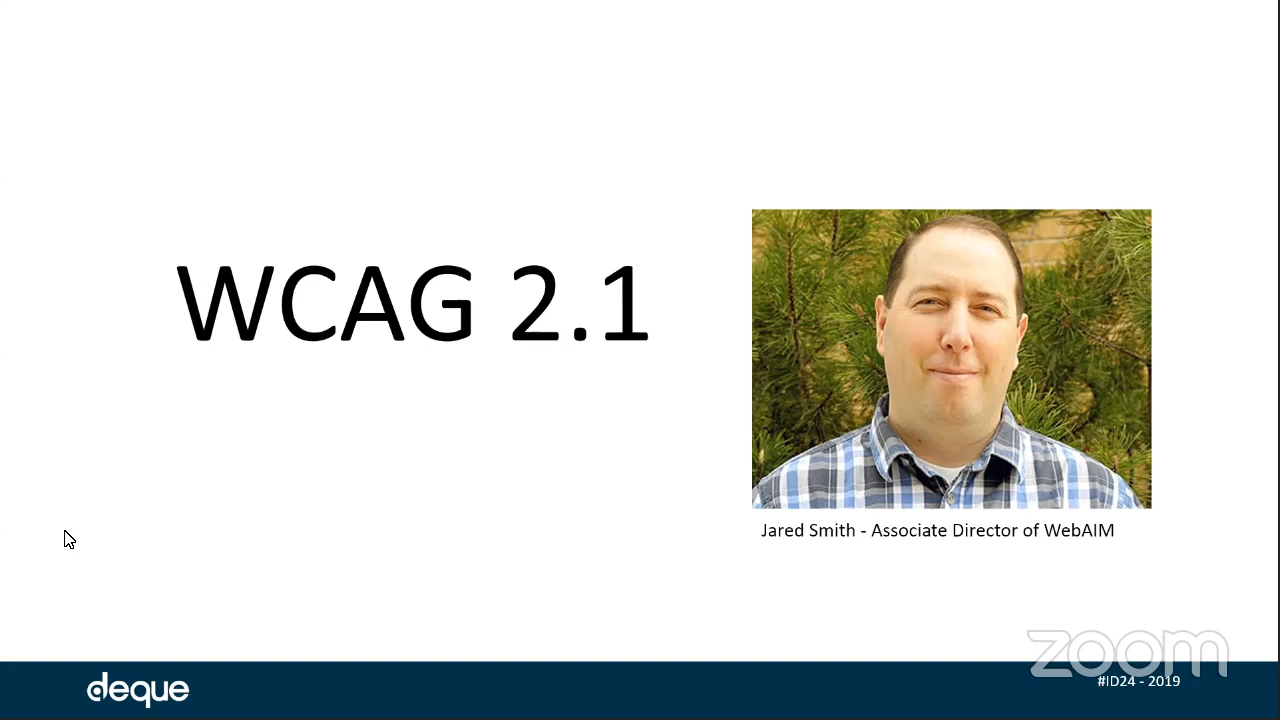 WCAG 2.1
Jared Smith - Associate Director of WebAIM
zoom
deque
#ID24 - 2019